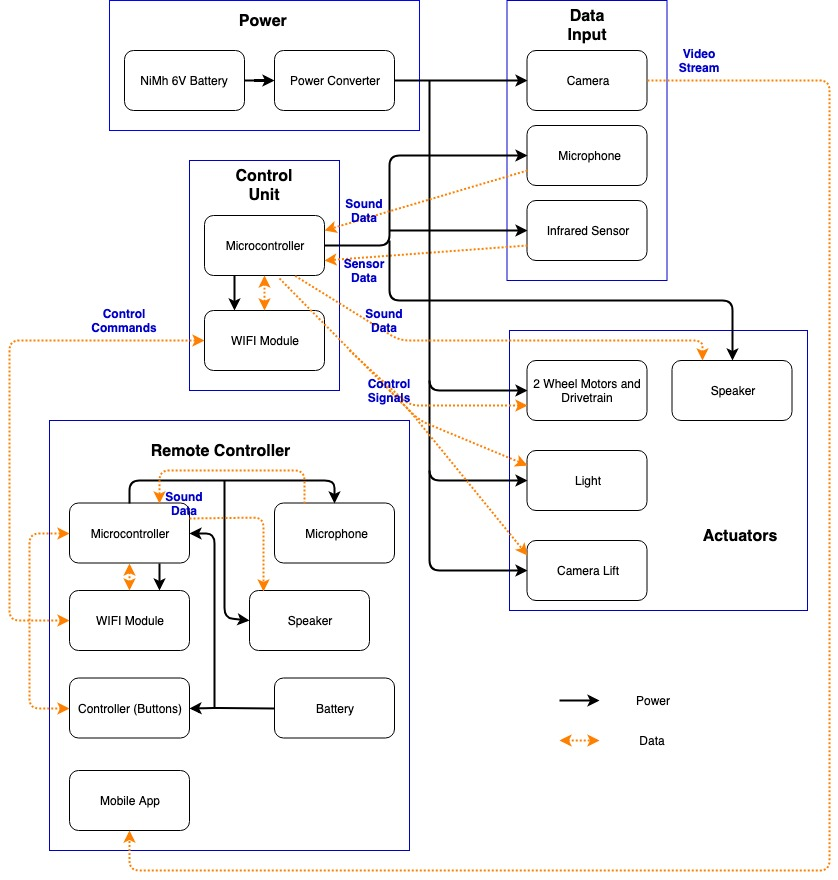 Power
NiMh 6V Battery
Power Converter
Data
Input
Camera
Video
Stream
Microphone
Infrared Sensor
Control
Unit
Microcontroller
WIFI Module
Sound
Data
Sensor
Data
Sound
Data
Control
Commands
Control
Signals
2 Wheel Motors and
Drivetrain
Speaker
Light
Camera Lift
Actuators
Remote Controller
Sound
Data
Microcontroller
Microphone
WIFI Module
Speaker
Controller (Buttons)
Battery
Mobile App
Power
Data